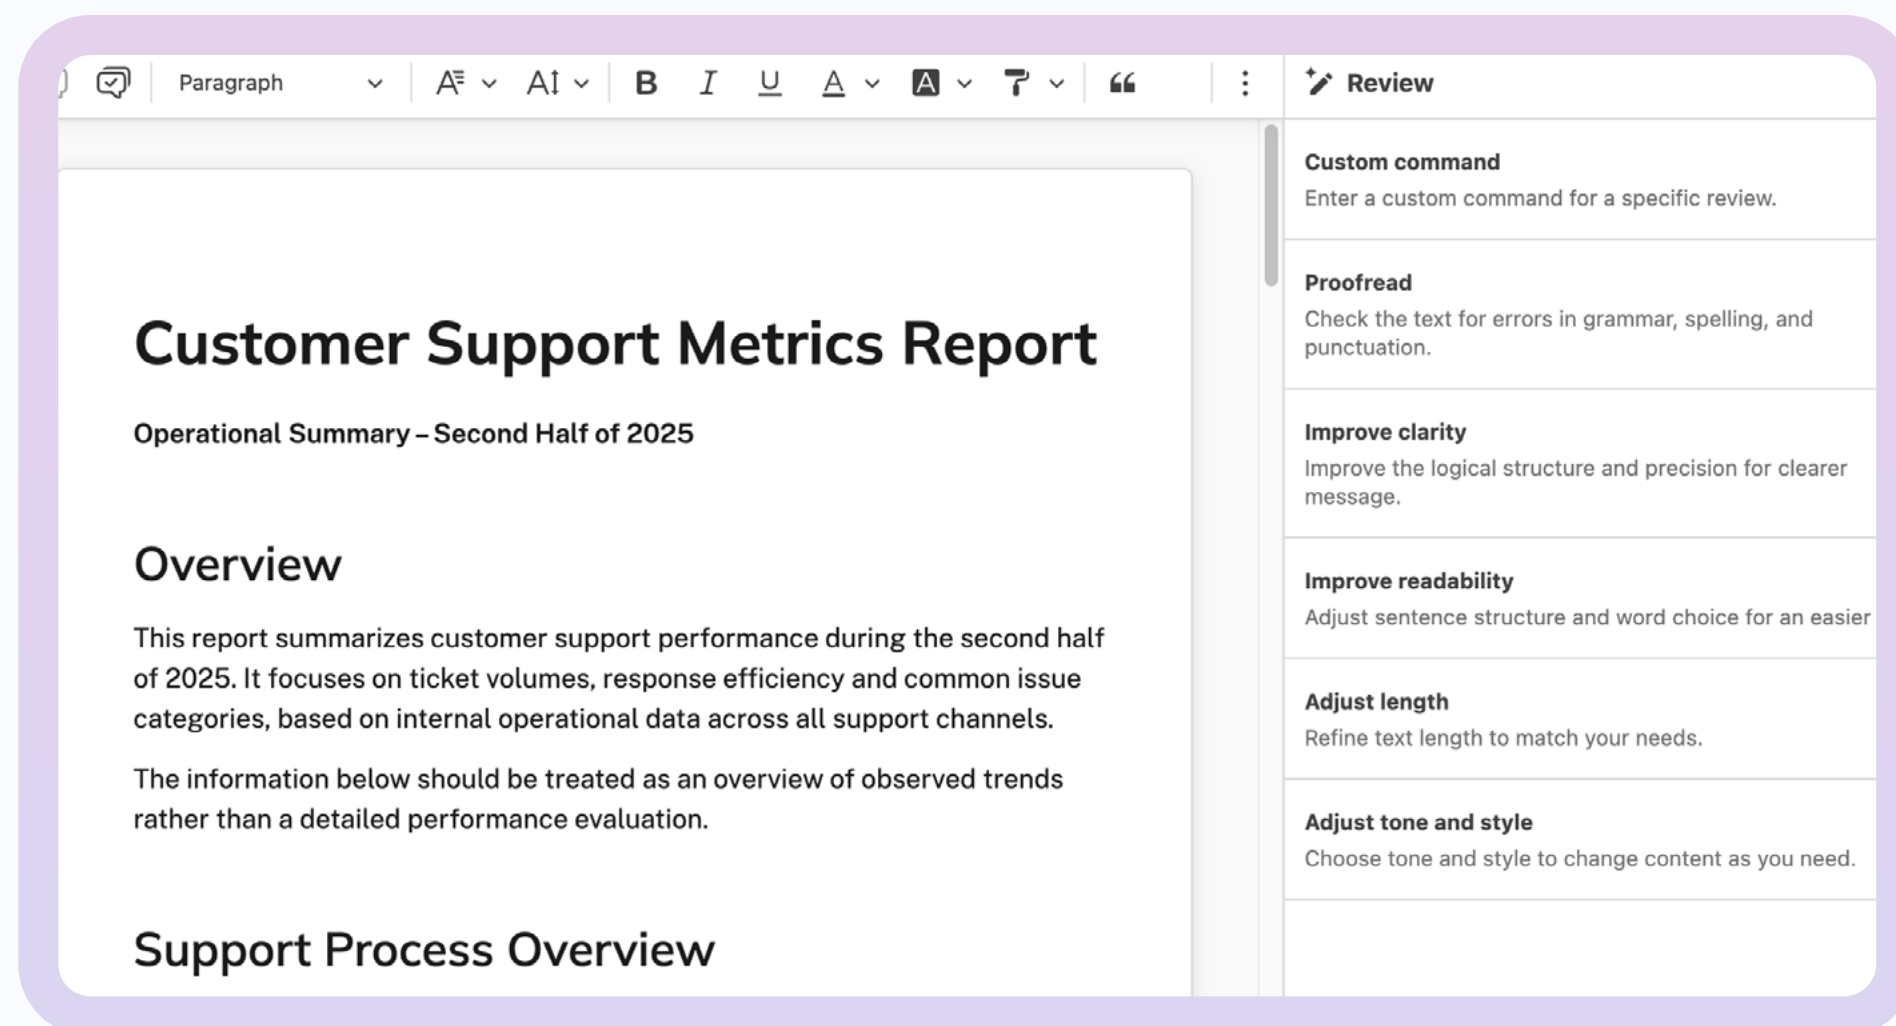 Paragraph
B I U A A
Review
Customer Support Metrics Report
Operational Summary – Second Half of 2025
Overview
This report summarizes customer support performance during the second half
of 2025. It focuses on ticket volumes, response efficiency and common issue
categories, based on internal operational data across all support channels.
The information below should be treated as an overview of observed trends
rather than a detailed performance evaluation.
Support Process Overview
Custom command
Enter a custom command for a specific review.
Proofread
Check the text for errors in grammar, spelling, and
punctuation.
Improve clarity
Improve the logical structure and precision for clearer
message.
Improve readability
Adjust sentence structure and word choice for an easier
Adjust length
Refine text length to match your needs.
Adjust tone and style
Choose tone and style to change content as you need.